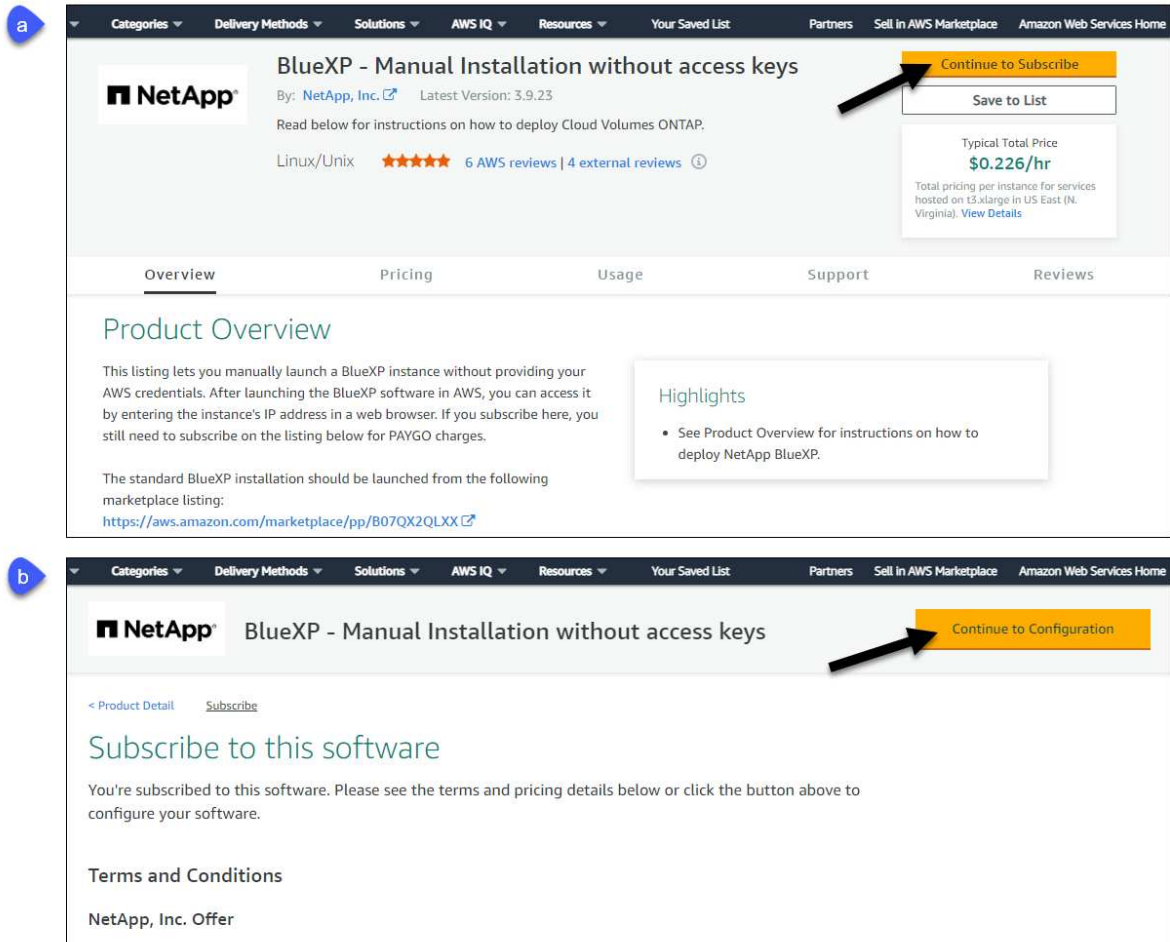 a
Categories Delivery Methods Solutions AWS IQ Resources Your Saved List Partners Sell in AWS Marketplace Amazon Web Services Home
NetApp®
BlueXP - Manual Installation without access keys
By: NetApp, Inc. Latest Version: 3.9.23
Read below for instructions on how to deploy Cloud Volumes ONTAP.
Linux/Unix 6 AWS reviews | 4 external reviews
Continue to Subscribe
Save to List
Typical Total Price
$0.226/hr
Total pricing per instance for services
hosted on t3.xlarge in US East (N.
Virginia). View Details
Overview Pricing Usage Support Reviews
Product Overview
This listing lets you manually launch a BlueXP instance without providing your
AWS credentials. After launching the BlueXP software in AWS, you can access it
by entering the instance's IP address in a web browser. If you subscribe here, you
still need to subscribe on the listing below for PAYGO charges.
The standard BlueXP installation should be launched from the following
marketplace listing:
https://aws.amazon.com/marketplace/pp/B07QX2QLXX
Highlights
• See Product Overview for instructions on how to
deploy NetApp BlueXP.
b
Categories Delivery Methods Solutions AWS IQ Resources Your Saved List Partners Sell in AWS Marketplace Amazon Web Services Home
NetApp®
BlueXP - Manual Installation without access keys
Continue to Configuration
< Product Detail Subscribe
Subscribe to this software
You're subscribed to this software. Please see the terms and pricing details below or click the button above to
configure your software.
Terms and Conditions
NetApp, Inc. Offer